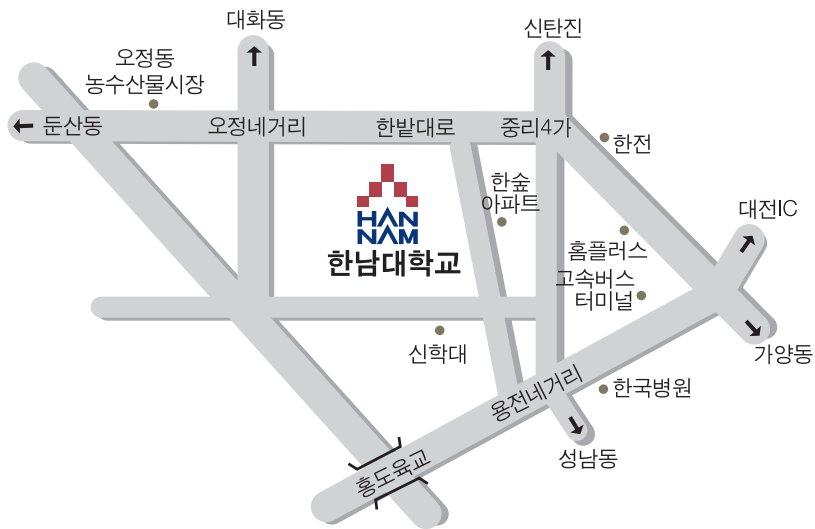 대화동
신탄진
오정동
농수산물시장
둔산동
오정네거리
한밭대로
중리4가
한전
한숲
아파트
대전IC
HAN
NAM
한남대학교
홈플러스
고속버스
터미널
신학대
가양동
용전네거리
한국병원
성남동
홍도육교